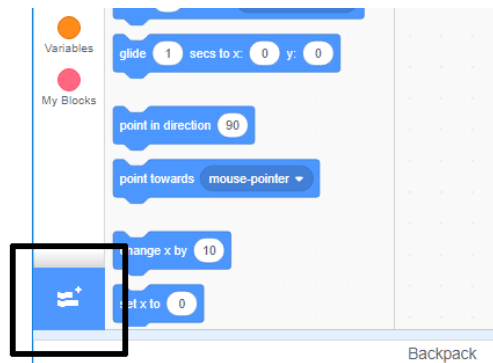 Variables
glide 1 secs to x: 0 y: 0
My Blocks
point in direction 90
point towards mouse-pointer
change x by 10
set x to 0
Backpack